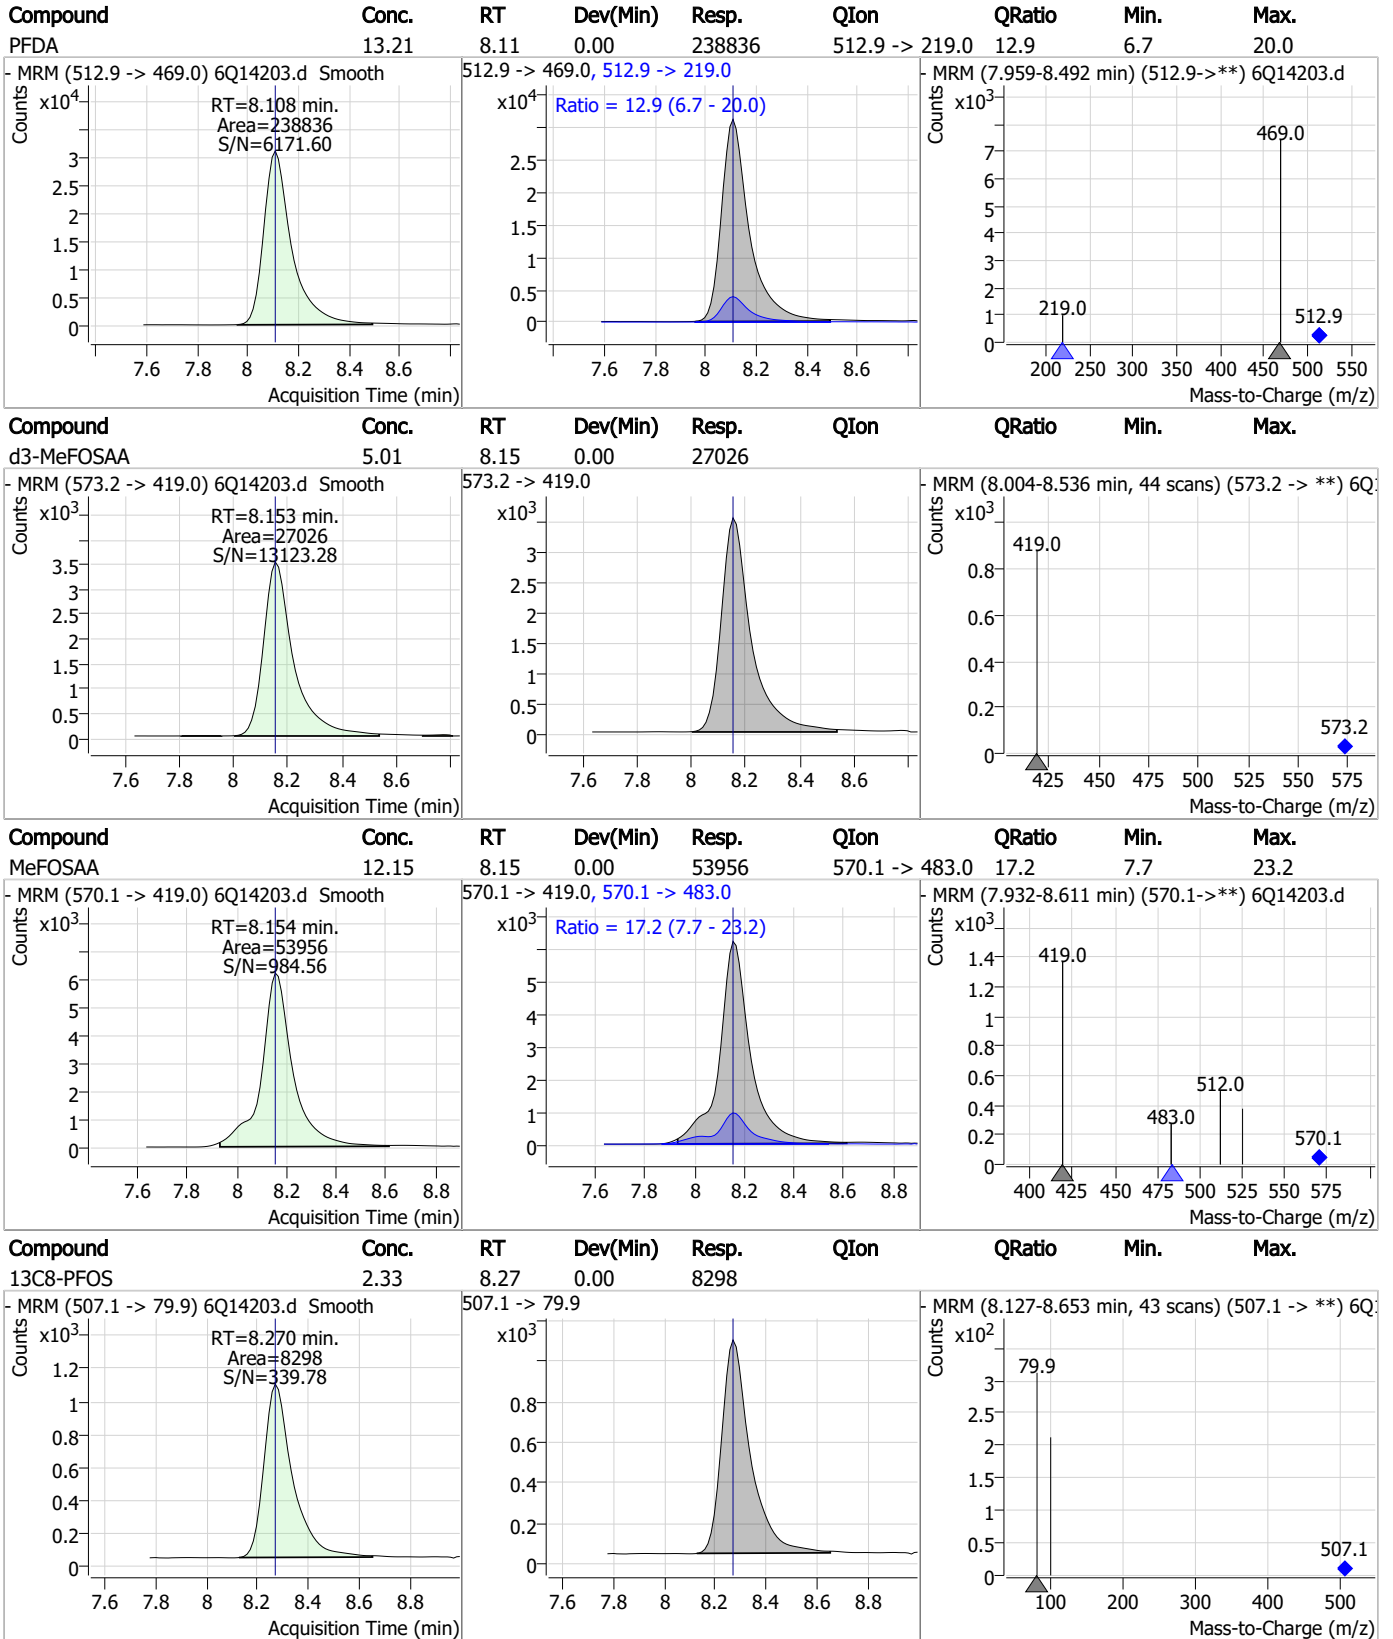 Compound Conc. RT Dev(Min) Resp. QIon QRatio Min. Max.
PFDA 13.21 8.11 0.00 238836 512.9 -> 219.0 12.9 6.7 20.0
- MRM (512.9 -> 469.0) 6Q14203.d Smooth
Counts
x10⁴
RT=8.108 min.
Area=238836
S/N=6171.60
3
2.5
2
1.5
1
0.5
0
7.6 7.8 8 8.2 8.4 8.6
Acquisition Time (min)
512.9 -> 469.0, 512.9 -> 219.0
x10⁴
Ratio = 12.9 (6.7 - 20.0)
2.5
2
1.5
1
0.5
0
7.6 7.8 8 8.2 8.4 8.6
- MRM (7.959-8.492 min) (512.9->**) 6Q14203.d
Counts
x10³
469.0
7
6
5
4
3
2
1
0
219.0
512.9
200 250 300 350 400 450 500 550
Mass-to-Charge (m/z)
Compound Conc. RT Dev(Min) Resp. QIon QRatio Min. Max.
d3-MeFOSAA 5.01 8.15 0.00 27026
- MRM (573.2 -> 419.0) 6Q14203.d Smooth
Counts
x10³
RT=8.153 min.
Area=27026
S/N=13123.28
3.5
3
2.5
2
1.5
1
0.5
0
7.6 7.8 8 8.2 8.4 8.6
Acquisition Time (min)
573.2 -> 419.0
x10³
3
2.5
2
1.5
1
0.5
0
7.6 7.8 8 8.2 8.4 8.6
- MRM (8.004-8.536 min, 44 scans) (573.2 -> **) 6Q1
Counts
x10³
419.0
0.8
0.6
0.4
0.2
0
573.2
425 450 475 500 525 550 575
Mass-to-Charge (m/z)
Compound Conc. RT Dev(Min) Resp. QIon QRatio Min. Max.
MeFOSAA 12.15 8.15 0.00 53956 570.1 -> 483.0 17.2 7.7 23.2
- MRM (570.1 -> 419.0) 6Q14203.d Smooth
Counts
x10³
RT=8.154 min.
Area=53956
S/N=984.56
6
5
4
3
2
1
0
7.6 7.8 8 8.2 8.4 8.6 8.8
Acquisition Time (min)
570.1 -> 419.0, 570.1 -> 483.0
x10³
Ratio = 17.2 (7.7 - 23.2)
5
4
3
2
1
0
7.6 7.8 8 8.2 8.4 8.6 8.8
- MRM (7.932-8.611 min) (570.1->**) 6Q14203.d
Counts
x10³
419.0
1.4
1.2
1
0.8
0.6
0.4
0.2
0
512.0
483.0
570.1
400 425 450 475 500 525 550 575
Mass-to-Charge (m/z)
Compound Conc. RT Dev(Min) Resp. QIon QRatio Min. Max.
13C8-PFOS 2.33 8.27 0.00 8298
- MRM (507.1 -> 79.9) 6Q14203.d Smooth
Counts
x10³
RT=8.270 min.
Area=8298
S/N=339.78
1.2
1
0.8
0.6
0.4
0.2
0
7.6 7.8 8 8.2 8.4 8.6 8.8
Acquisition Time (min)
507.1 -> 79.9
x10³
0.8
0.6
0.4
0.2
0
7.6 7.8 8 8.2 8.4 8.6 8.8
- MRM (8.127-8.653 min, 43 scans) (507.1 -> **) 6Q1
Counts
x10²
79.9
3
2.5
2
1.5
1
0.5
0
507.1
100 200 300 400 500
Mass-to-Charge (m/z)